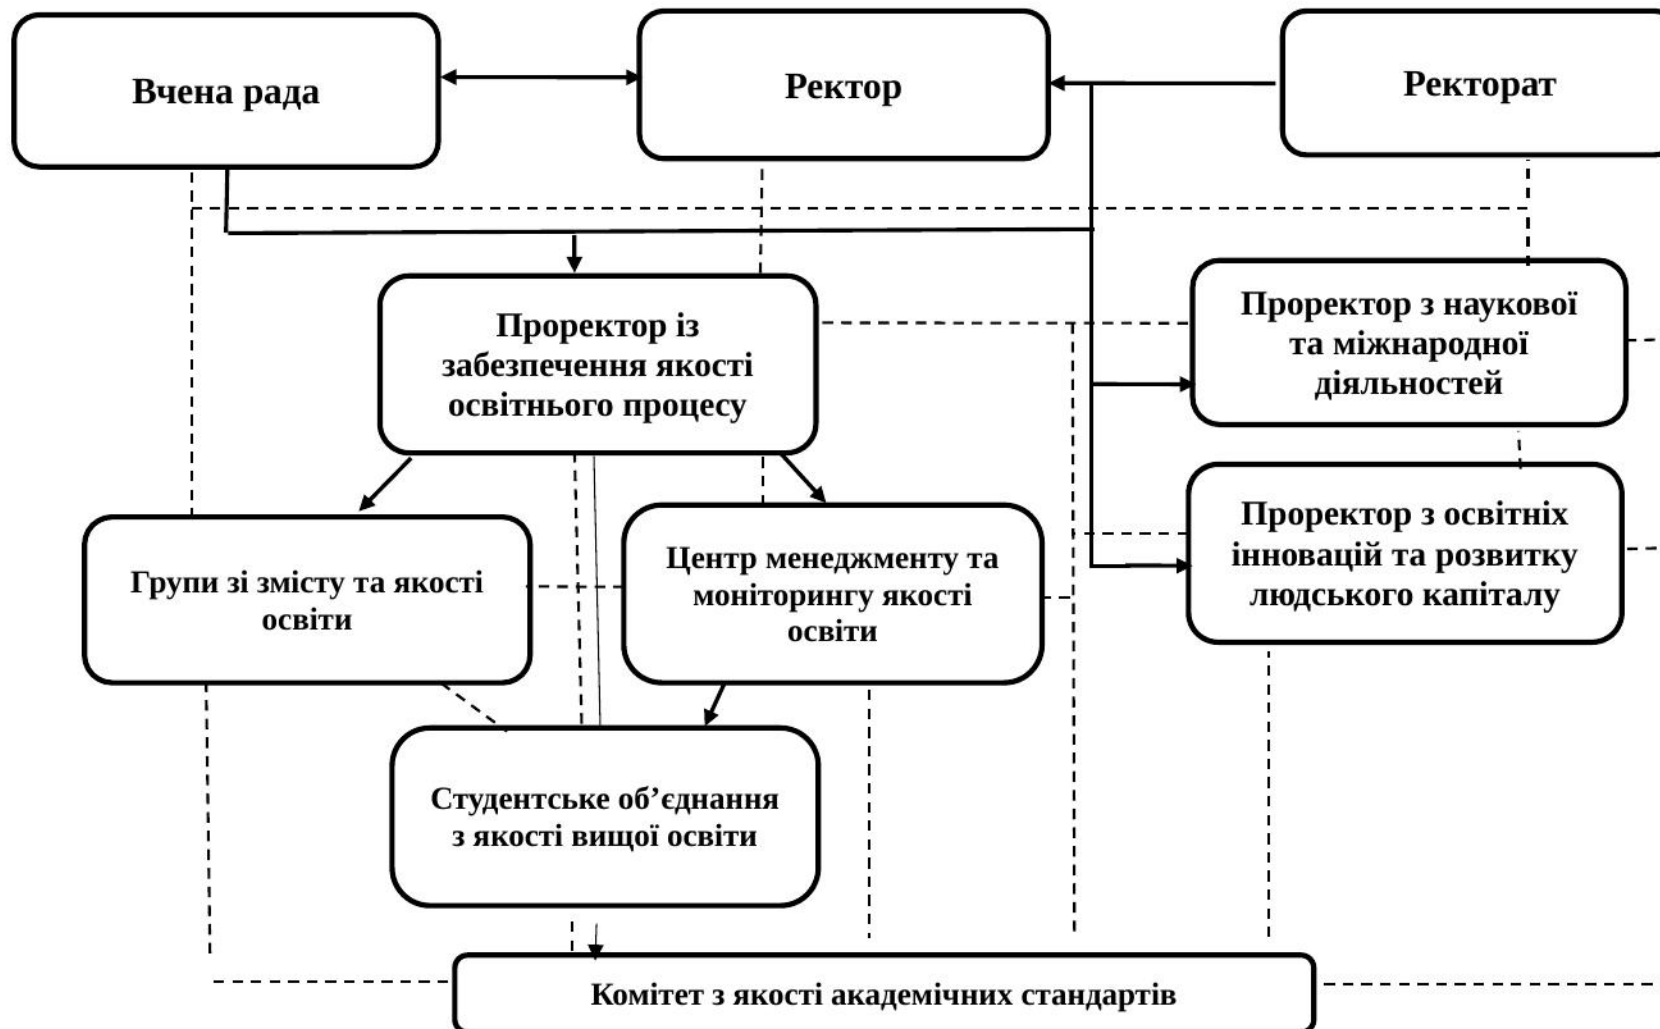 Вчена рада
Ректор
Ректорат
Проректор із
забезпечення якості
освітнього процесу
Проректор з наукової
та міжнародної
діяльностей
Групи зі змісту та якості
освіти
Центр менеджменту та
моніторингу якості
освіти
Проректор з освітніх
інновацій та розвитку
людського капіталу
Студентське об’єднання
з якості вищої освіти
Комітет з якості академічних стандартів